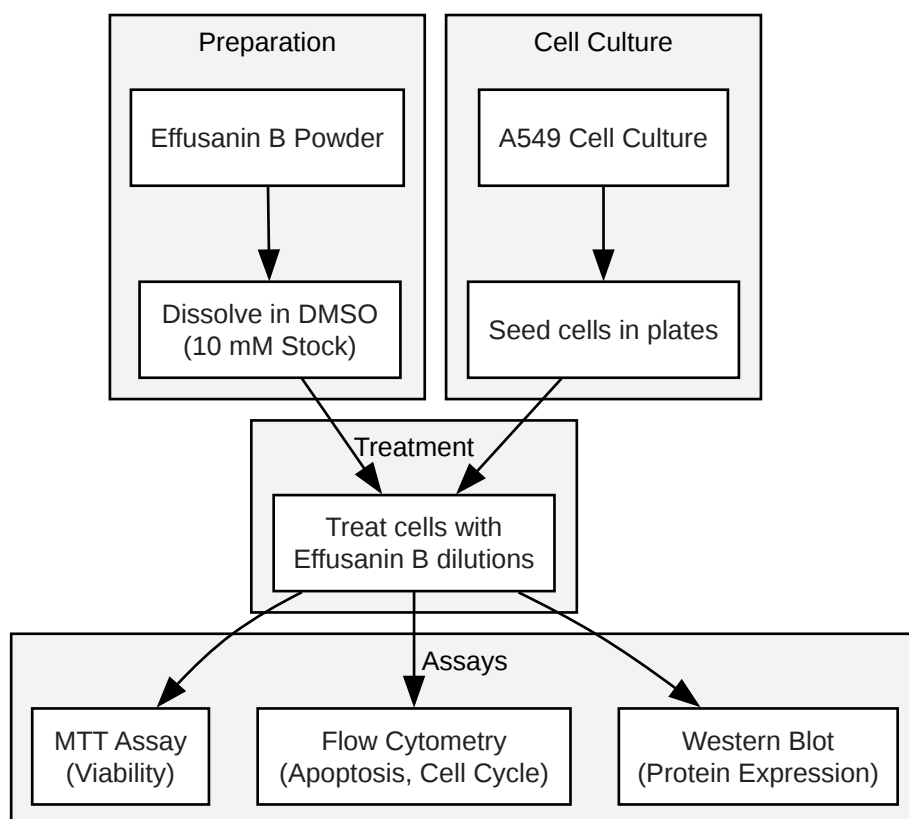 Preparation
Cell Culture
Effusanin B Powder
A549 Cell Culture
Dissolve in DMSO
(10 mM Stock)
Seed cells in plates
Treatment
Treat cells with
Effusanin B dilutions
Assays
MTT Assay
(Viability)
Flow Cytometry
(Apoptosis, Cell Cycle)
Western Blot
(Protein Expression)